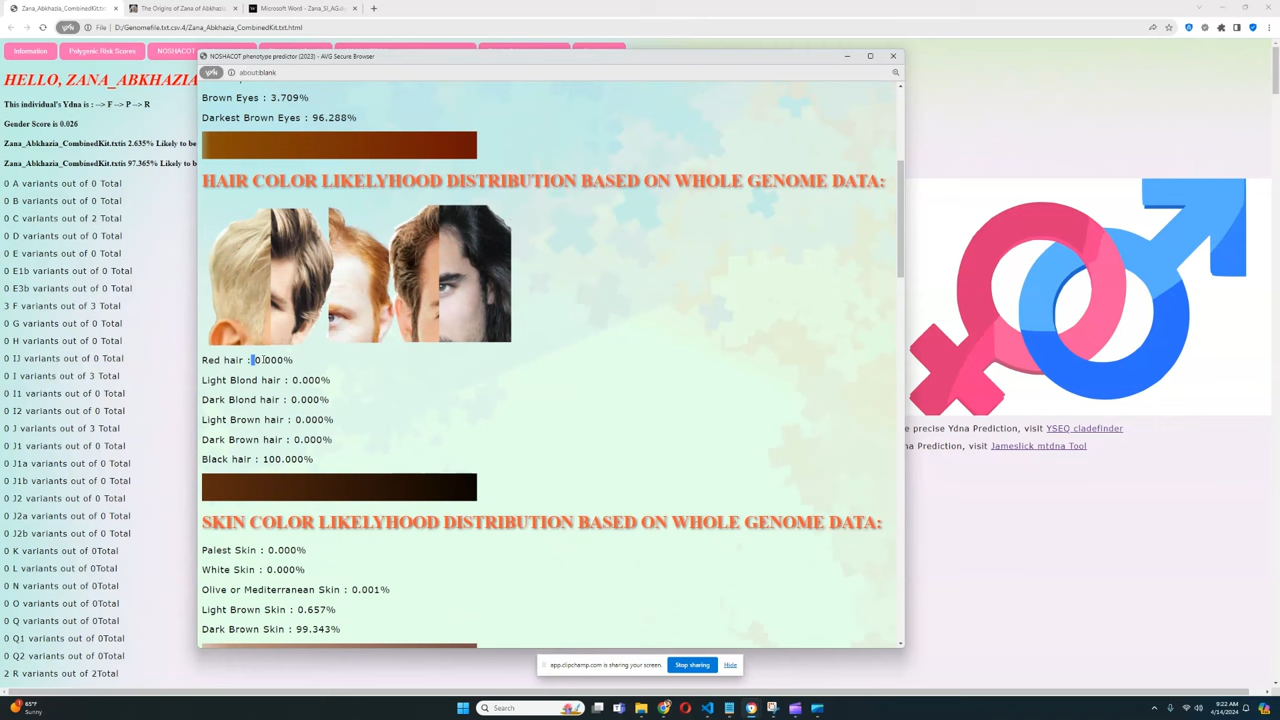 Zana_Abkhazia_CombinedKit.txt.t
The Origins of Zana of Abkhazia
Microsoft Word - Zana_SI_AG.d
VPN
File
D:/Genomefile.txt.csv.4/Zana_Abkhazia_CombinedKit.txt.html
Information
Polygenic Risk Scores
NOSHACOT
HELLO, ZANA_ABKHAZIA
This individual's Ydna is : --> F --> P --> R
Gender Score is 0.026
Zana_Abkhazia_CombinedKit.txtis 2.635% Likely to b
Zana_Abkhazia_CombinedKit.txtis 97.365% Likely to b
0 A variants out of 0 Total
0 B variants out of 0 Total
0 C variants out of 2 Total
0 D variants out of 0 Total
0 E variants out of 0 Total
0 E1b variants out of 0 Total
0 E3b variants out of 0 Total
3 F variants out of 3 Total
0 G variants out of 0 Total
0 H variants out of 0 Total
0 IJ variants out of 0 Total
0 I variants out of 3 Total
0 I1 variants out of 0 Total
0 I2 variants out of 0 Total
0 J variants out of 3 Total
0 J1 variants out of 0 Total
0 J1a variants out of 0 Total
0 J1b variants out of 0 Total
0 J2 variants out of 0 Total
0 J2a variants out of 0 Total
0 J2b variants out of 0 Total
0 K variants out of 0Total
0 L variants out of 0Total
0 N variants out of 0Total
0 O variants out of 0Total
0 Q variants out of 0Total
0 Q1 variants out of 0Total
0 Q2 variants out of 0Total
2 R variants out of 2Total
NOSHACOT phenotype predictor (2023) - AVG Secure Browser
VPN
about:blank
Brown Eyes : 3.709%
Darkest Brown Eyes : 96.288%
HAIR COLOR LIKELYHOOD DISTRIBUTION BASED ON WHOLE GENOME DATA:
Red hair : 0.000%
Light Blond hair : 0.000%
Dark Blond hair : 0.000%
Light Brown hair : 0.000%
Dark Brown hair : 0.000%
Black hair : 100.000%
SKIN COLOR LIKELYHOOD DISTRIBUTION BASED ON WHOLE GENOME DATA:
Palest Skin : 0.000%
White Skin : 0.000%
Olive or Mediterranean Skin : 0.001%
Light Brown Skin : 0.657%
Dark Brown Skin : 99.343%
e precise Ydna Prediction, visit YSEQ cladefinder
na Prediction, visit Jameslick mtdna Tool
app.clipchamp.com is sharing your screen.
Stop sharing
Hide
65°F
Sunny
Search
9:22 AM
4/14/2024